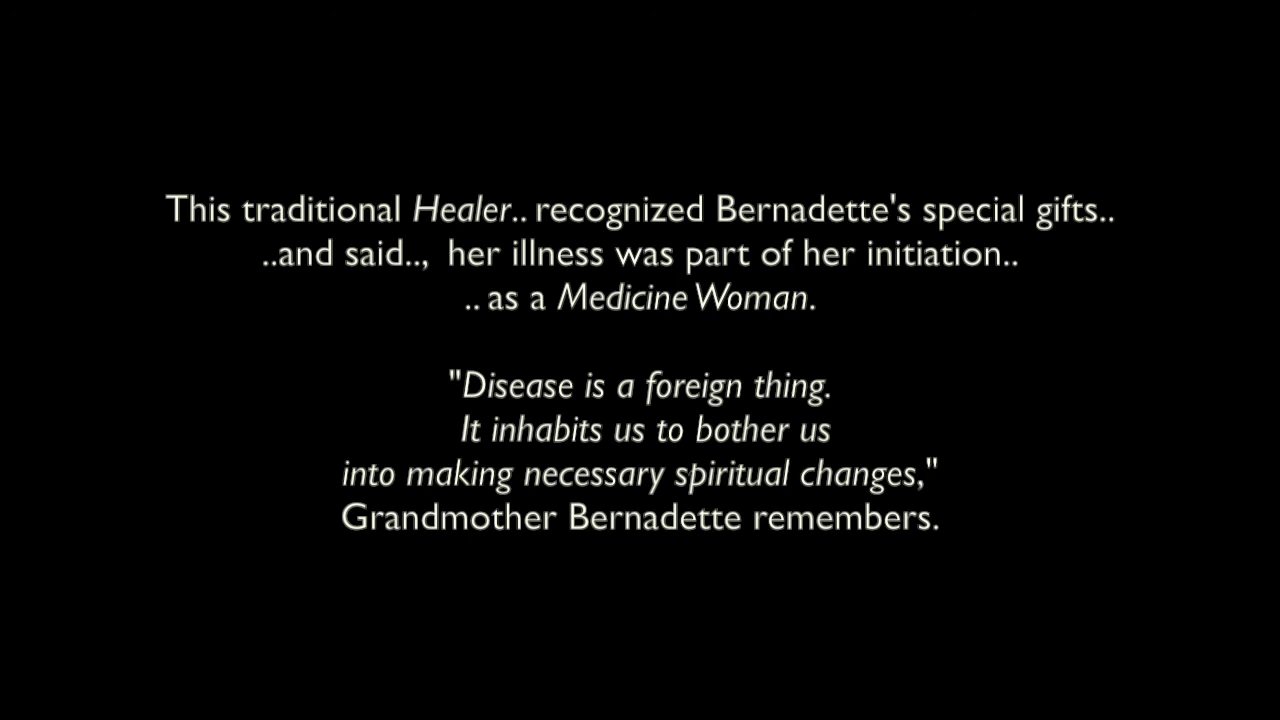 This traditional Healer.. recognized Bernadette's special gifts..
..and said.., her illness was part of her initiation..
.. as a Medicine Woman.
"Disease is a foreign thing.
It inhabits us to bother us
into making necessary spiritual changes,"
Grandmother Bernadette remembers.